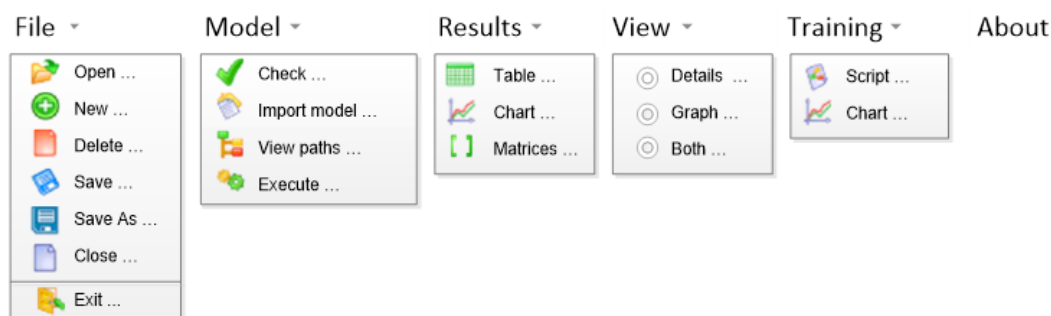 File Model Results View Training About
Open ...
New ...
Delete ...
Save ...
Save As ...
Close ...
Exit ...
Check ...
Import model ...
View paths ...
Execute ...
Table ...
Chart ...
Matrices ...
Details ...
Graph ...
Both ...
Script ...
Chart ...